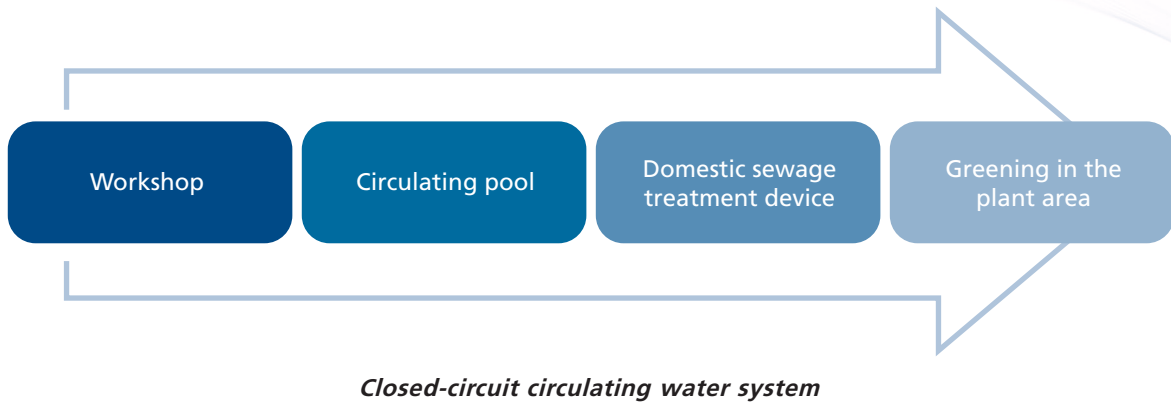 Workshop
Circulating pool
Domestic sewage
treatment device
Greening in the
plant area
Closed-circuit circulating water system